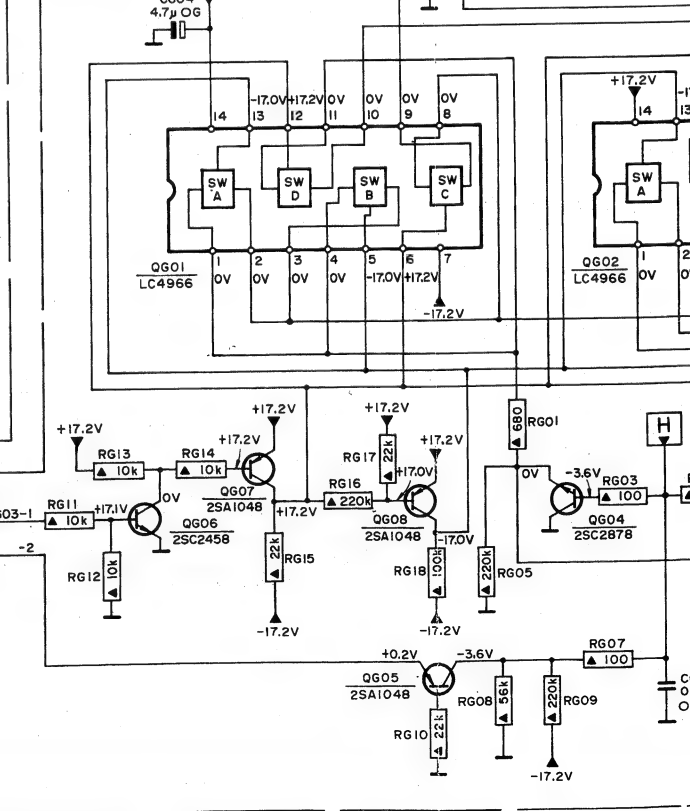 4.7μ OG
+17.2V
-17.0V +17.2V 0V 0V 0V 0V
14 13 12 11 10 9 8
14 13
SW A
SW D
SW B
SW C
SW A
1 2 3 4 5 6 7
1 2
QG01
LC4966
0V 0V 0V 0V -17.0V +17.2V
-17.2V
QG02
LC4966
0V
+17.2V
+17.2V
+17.2V
680
RG01
H
RG13
10k
RG14
10k
+17.2V
RG17
22k
+17.2V
+17.0V
0V
-3.6V
RG03
100
RG16
220k
QG07
2SA1048
+17.2V
0V
RG11
10k
+17.1V
G03-1
QG06
2SC2458
QG08
2SA1048
-17.0V
QG04
2SC2878
-2
RG12
10k
22k
RG15
RG18
100k
220k
RG05
-17.2V
-17.2V
+0.2V
-3.6V
RG07
100
QG05
2SA1048
RG08
56k
220k
RG09
RG10
22k
-17.2V